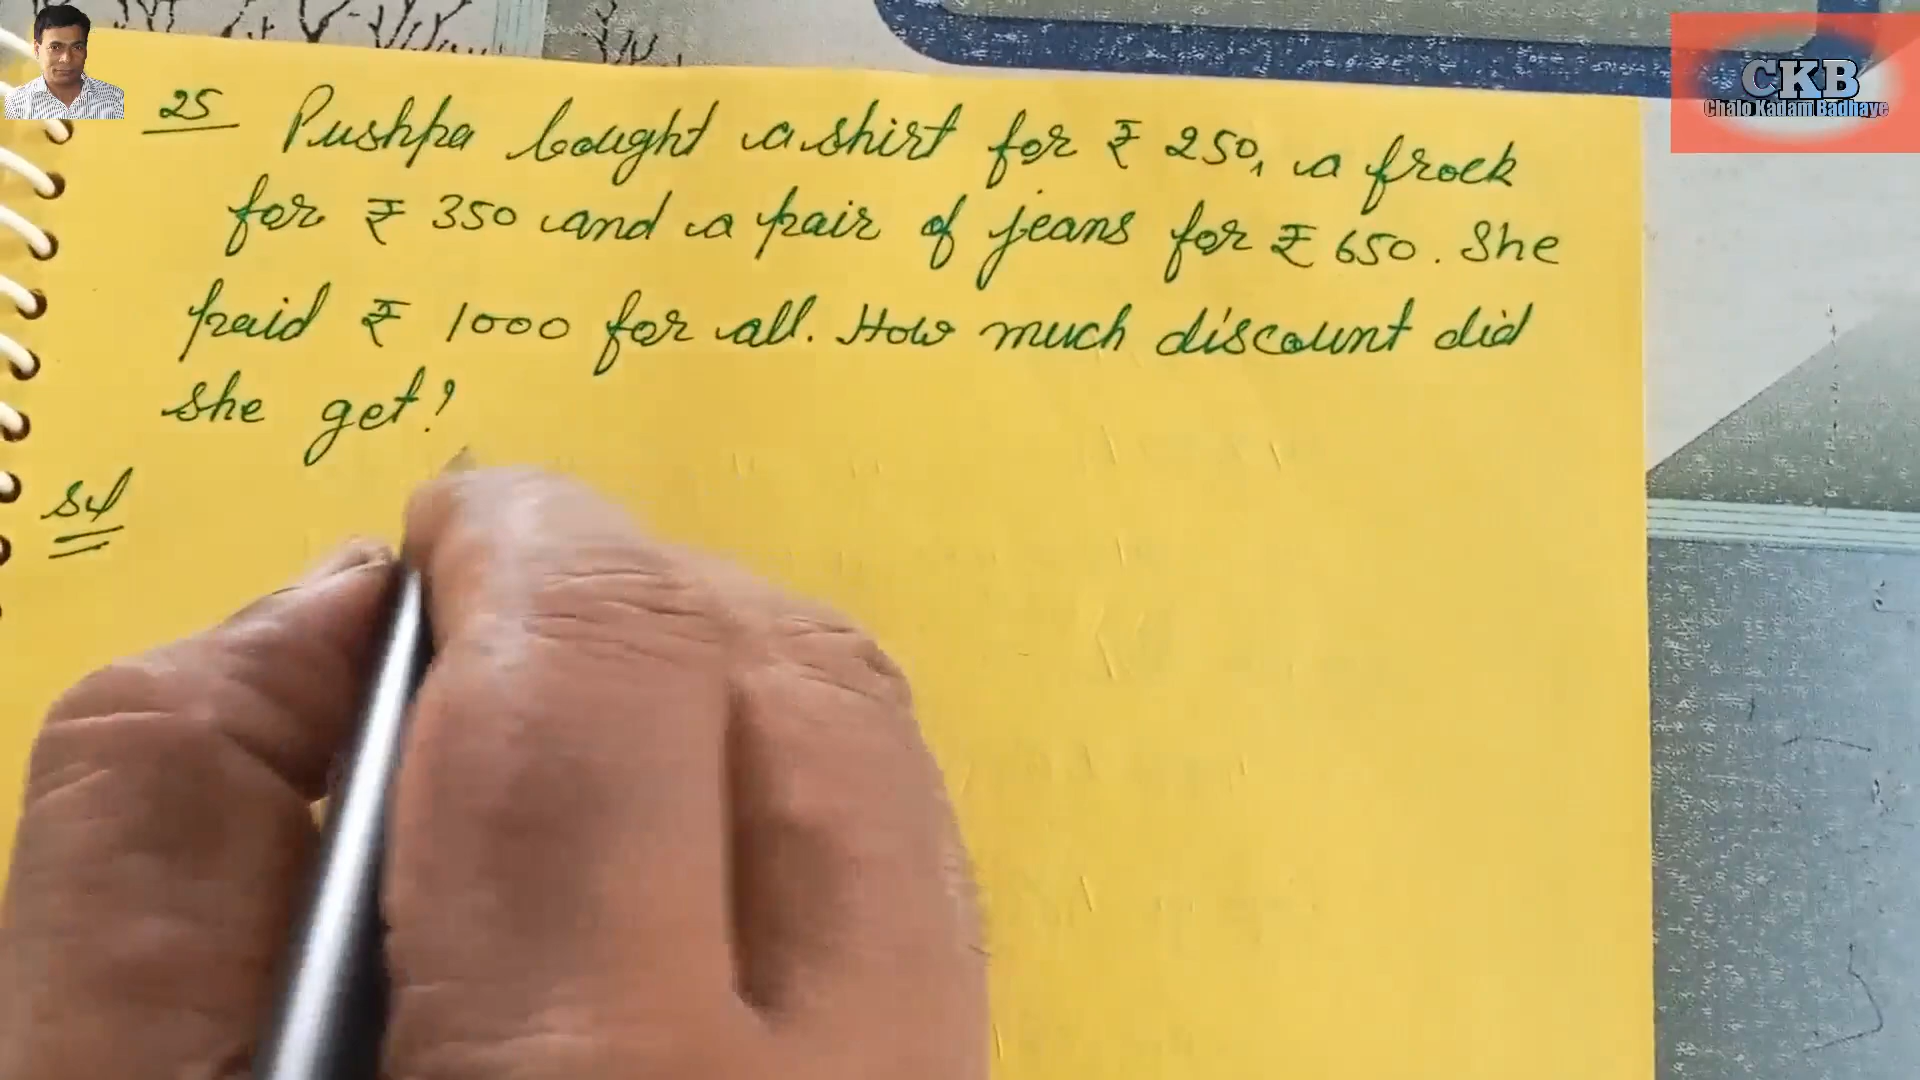 CKB
Chalo Kadam Badhaye
25 Pushpa bought a shirt for ₹ 250, a frock
for ₹ 350 and a pair of jeans for ₹ 650. She
paid ₹ 1000 for all. How much discount did
she get?
Sol